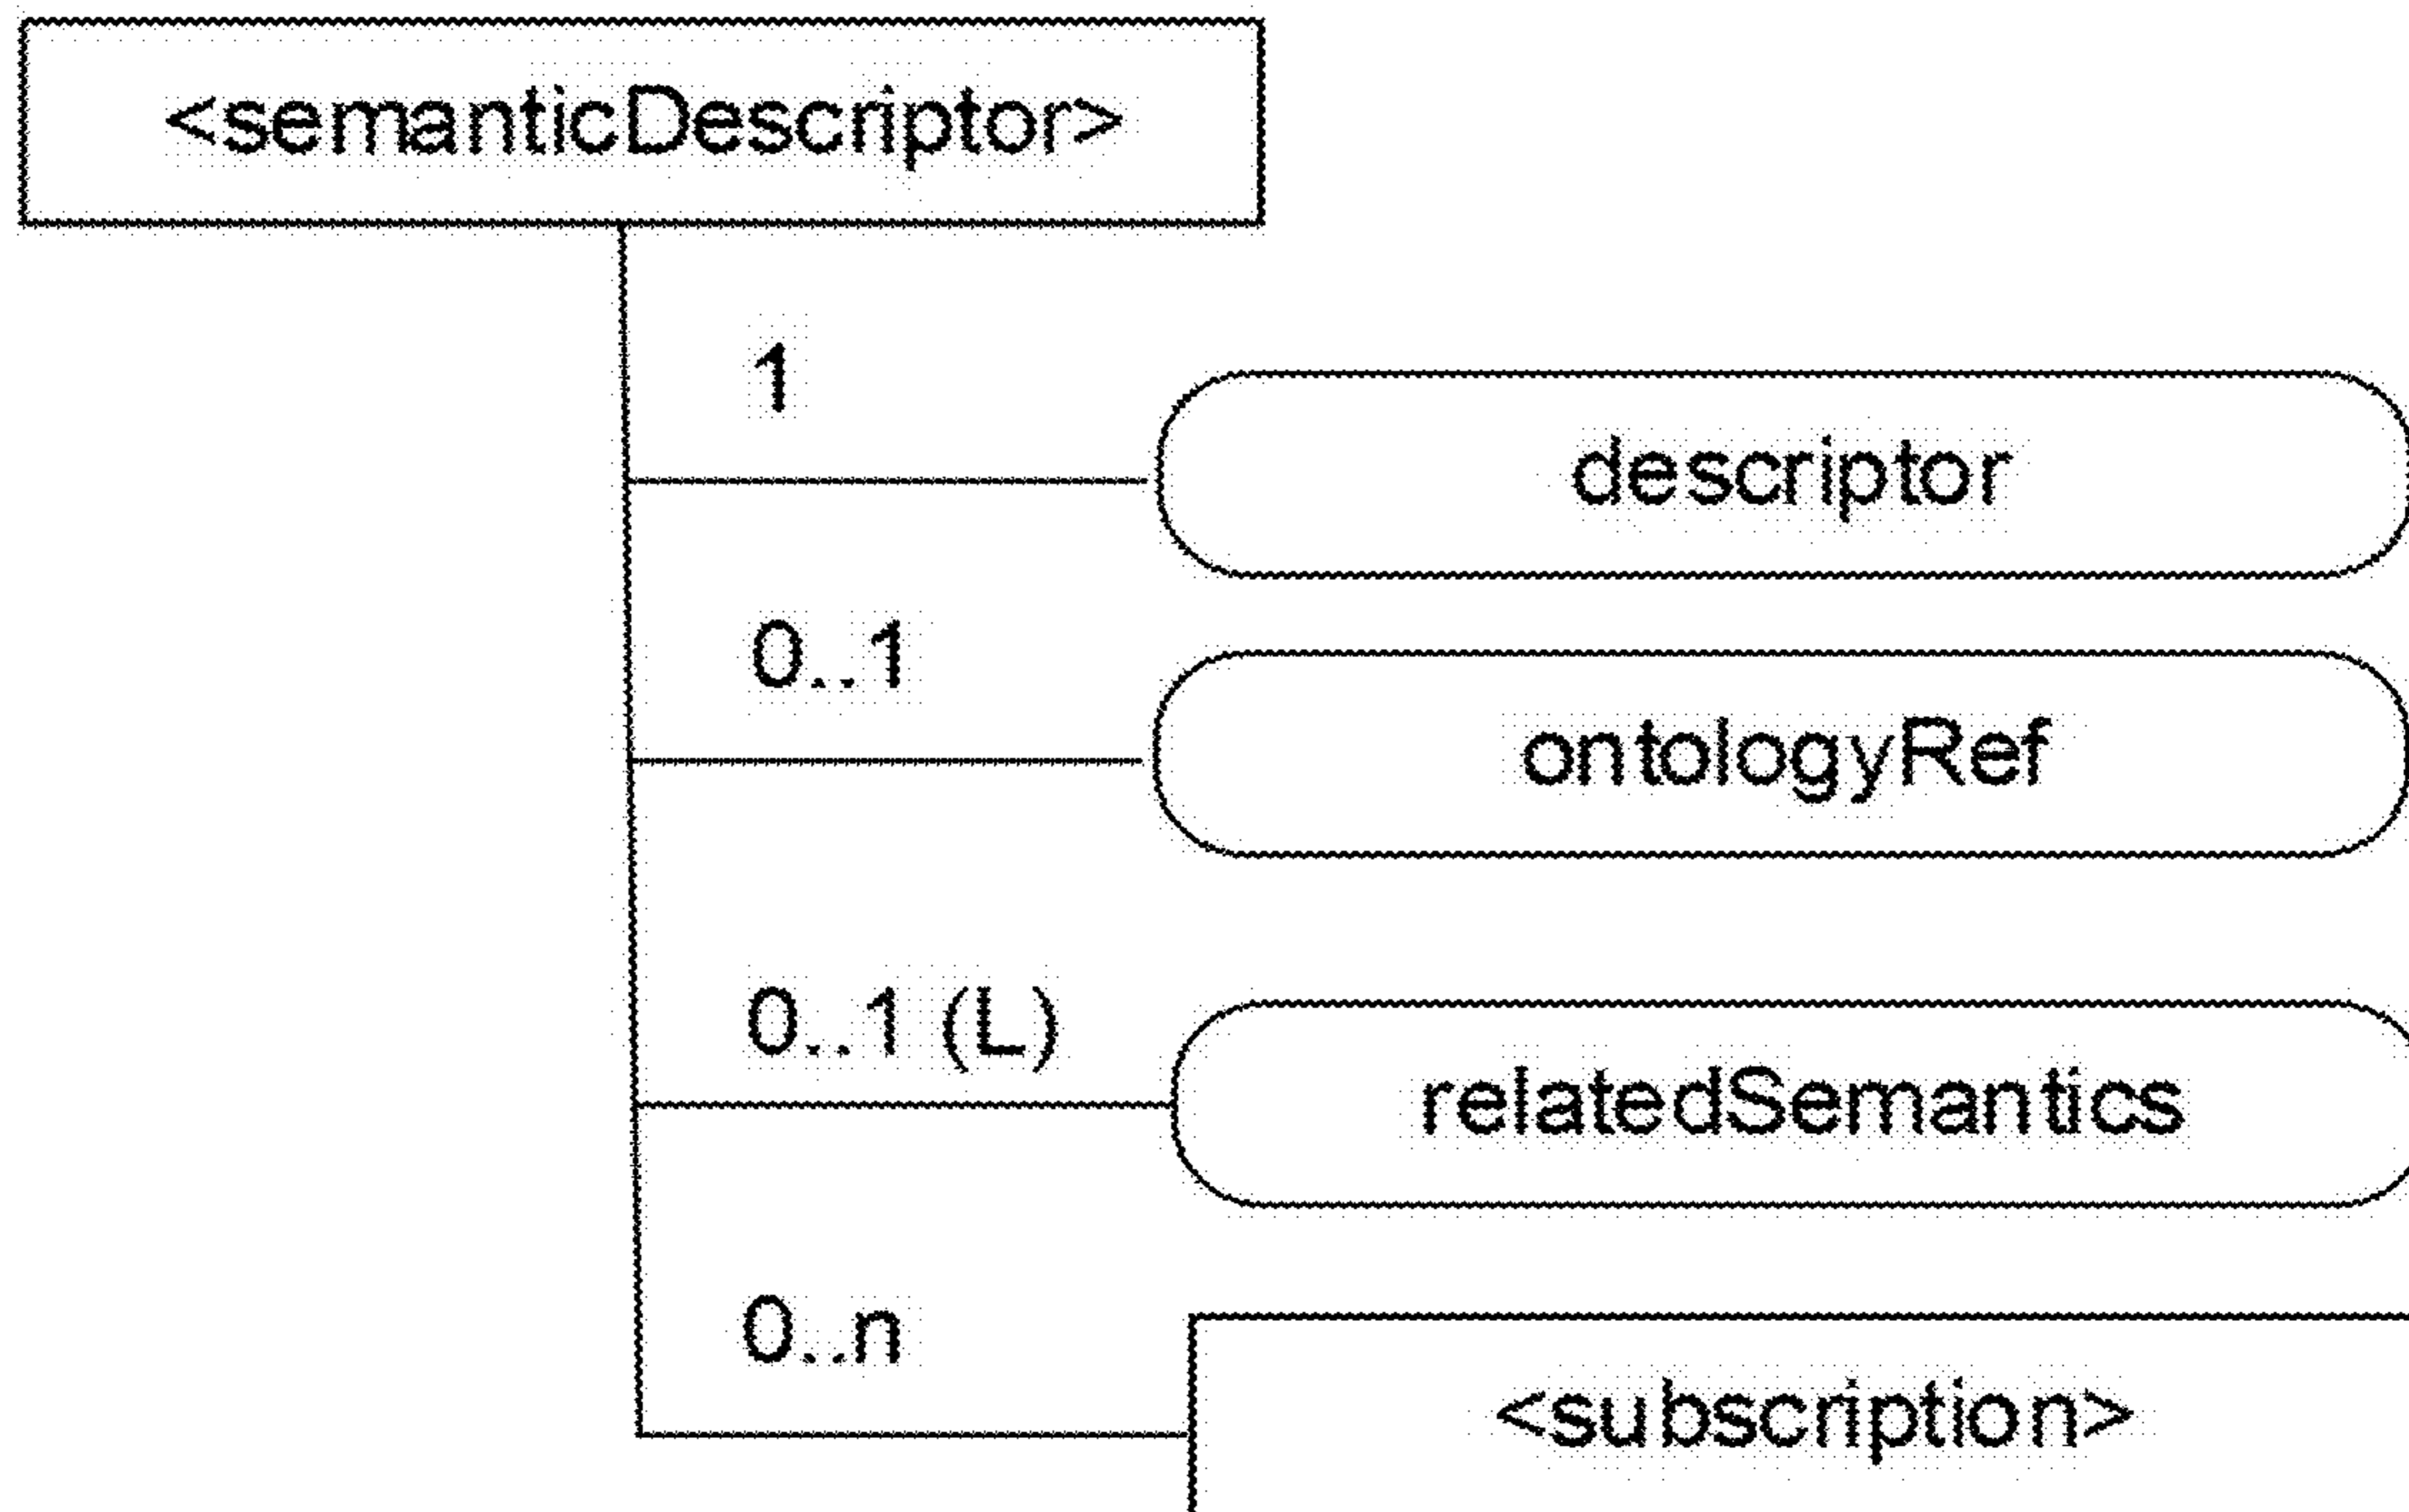 <semanticDescriptor>
1
descriptor
0..1
ontologyRef
0..1 (L)
relatedSemantics
0..n
<subscription>